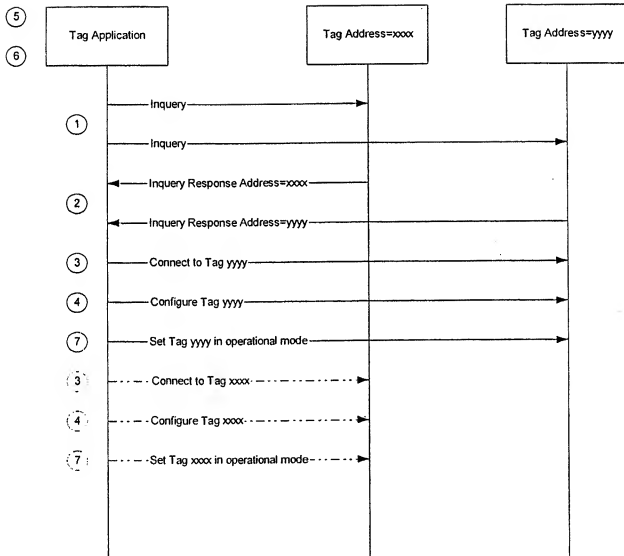 5
Tag Application
Tag Address=xxxx
Tag Address=yyyy
6
Inquery
1
Inquery
Inquery Response Address=xxxx
2
Inquery Response Address=yyyy
3
Connect to Tag yyyy
4
Configure Tag yyyy
7
Set Tag yyyy in operational mode
3
Connect to Tag xxxx
4
Configure Tag xxxx
7
Set Tag xxxx in operational mode